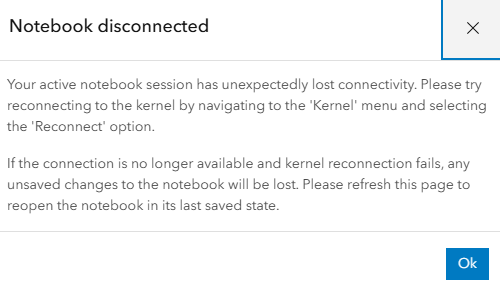 Notebook disconnected
Your active notebook session has unexpectedly lost connectivity. Please try
reconnecting to the kernel by navigating to the 'Kernel' menu and selecting
the 'Reconnect' option.
If the connection is no longer available and kernel reconnection fails, any
unsaved changes to the notebook will be lost. Please refresh this page to
reopen the notebook in its last saved state.
Ok